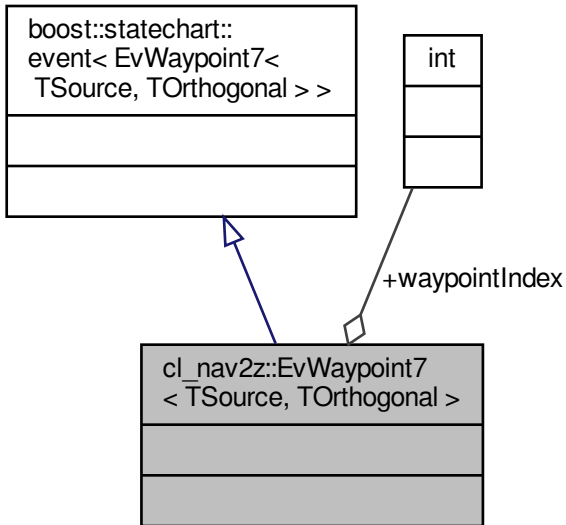 boost::statechart::
event< EvWaypoint7<
 TSource, TOrthogonal > >
int
+waypointIndex
cl_nav2z::EvWaypoint7
< TSource, TOrthogonal >